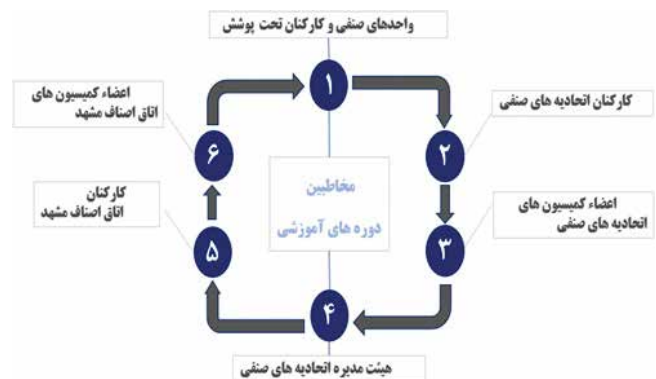 واحدهای صنفی و کارکنان تحت پوشش
۱
کارکنان اتحادیه های صنفی
۲
اعضاء کمیسیون های
اتحادیه های صنفی
۳
هیئت مدیره اتحادیه های صنفی
۴
کارکنان
اتاق اصناف مشهد
۵
اعضاء کمیسیون های
اتاق اصناف مشهد
۶
مخاطبین
دوره های آموزشی